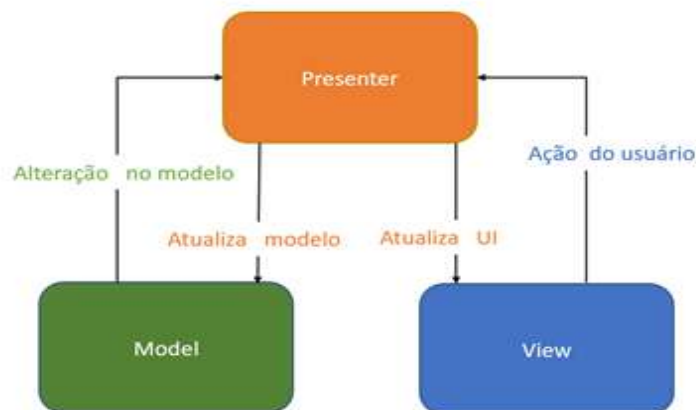 Presenter
Ação do usuário
Alteração no modelo
Atualiza modelo
Atualiza UI
Model
View